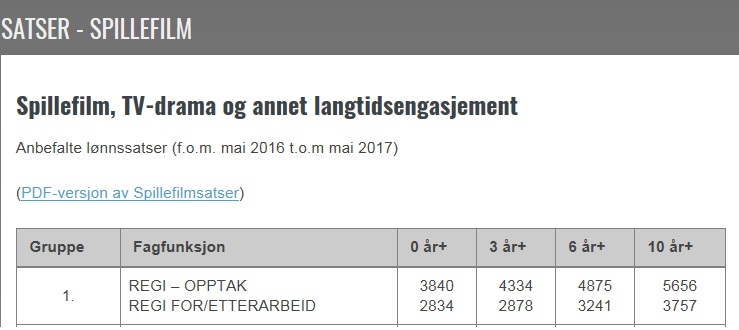 SATSER - SPILLEFILM
Spillefilm, TV-drama og annet langtidsengasjement
Anbefalte lønnssatser (f.o.m. mai 2016 t.o.m mai 2017)
(PDF-versjon av Spillefilmsatser)
Gruppe Fagfunksjon 0 år+ 3 år+ 6 år+ 10 år+
1. REGI – OPPTAK 3840 4334 4875 5656
REGI FOR/ETTERARBEID 2834 2878 3241 3757